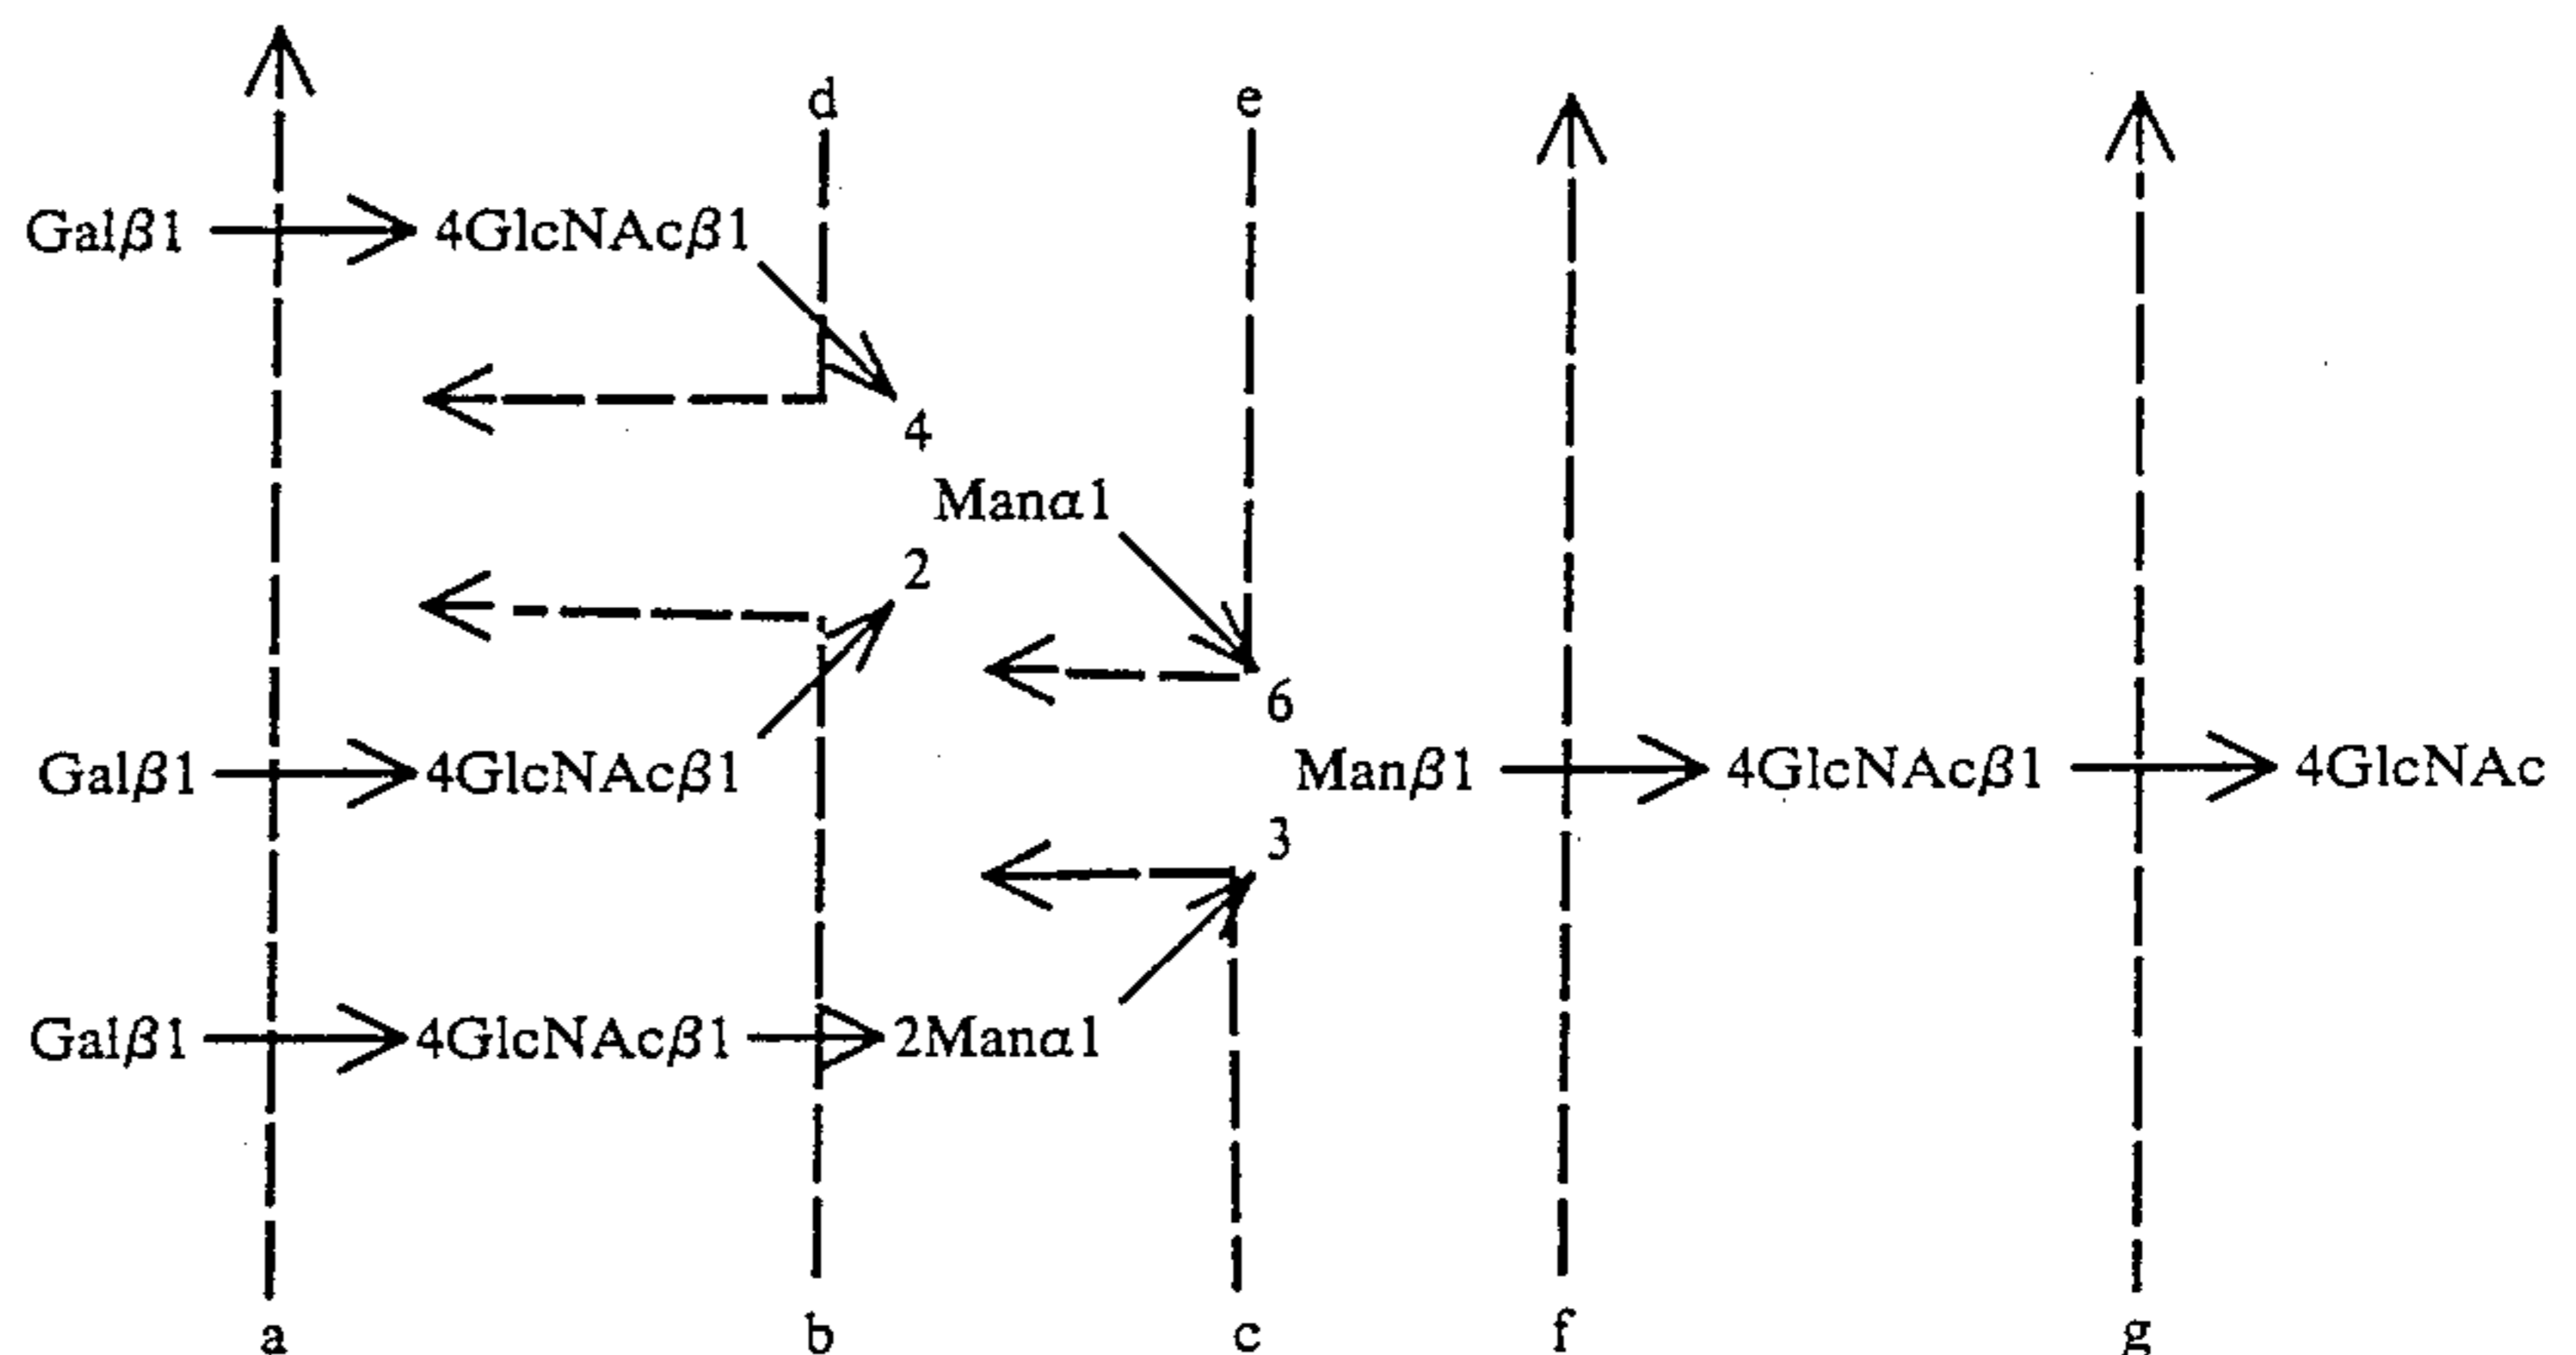 d e
Galβ1 4GlcNAcβ1
4
Manα1
2
6
Galβ1 4GlcNAcβ1 Manβ1 4GlcNAcβ1 4GlcNAc
3
Galβ1 4GlcNAcβ1 2Manα1
a b c f g